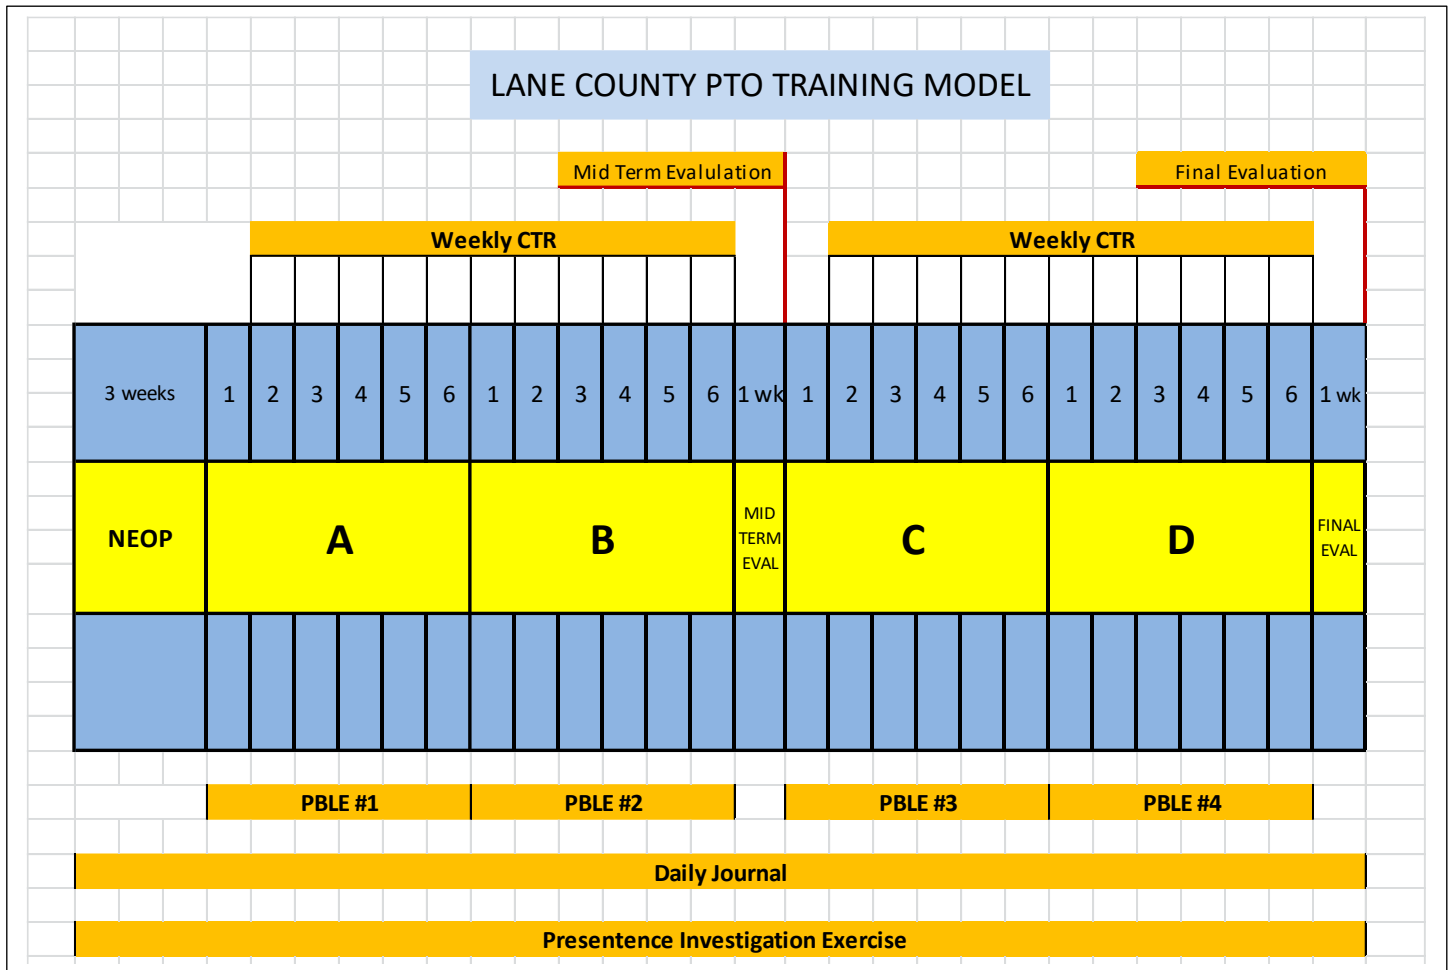 LANE COUNTY PTO TRAINING MODEL
Mid Term Evalulation
Final Evaluation
Weekly CTR
Weekly CTR
3 weeks 1 2 3 4 5 6 1 2 3 4 5 6 1 wk 1 2 3 4 5 6 1 2 3 4 5 6 1 wk
NEOP
A
B
MID
TERM
EVAL
C
D
FINAL
EVAL
PBLE #1
PBLE #2
PBLE #3
PBLE #4
Daily Journal
Presentence Investigation Exercise